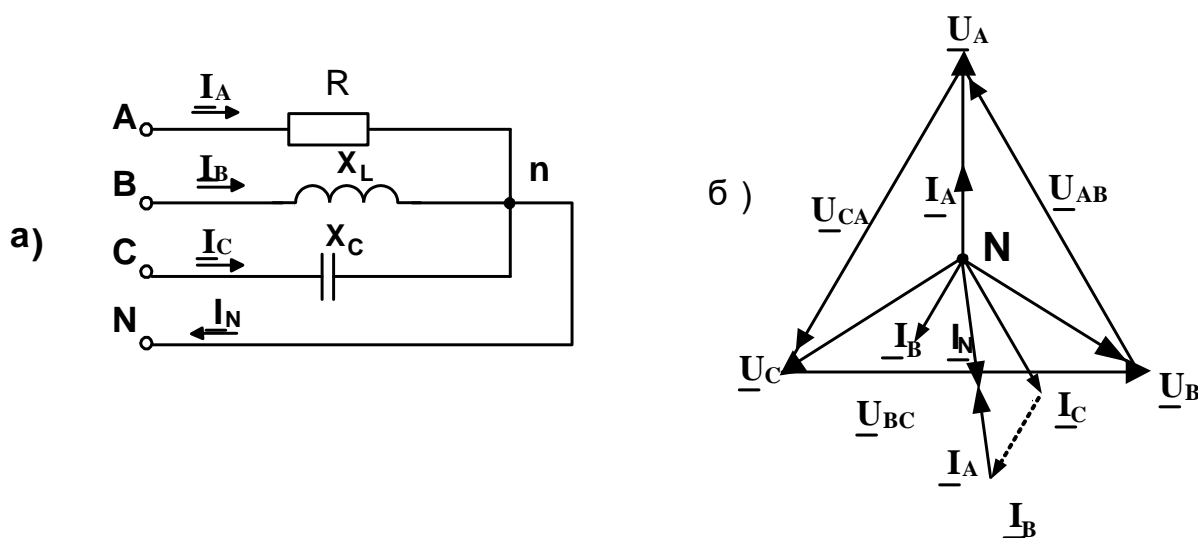 а)
I_A
R
A
X_L
B
I_B
n
X_C
C
I_C
N
I_N
б )
U_A
U_CA
I_A
U_AB
N
I_B
I_N
U_C
U_B
U_BC
I_C
I_A
I_B